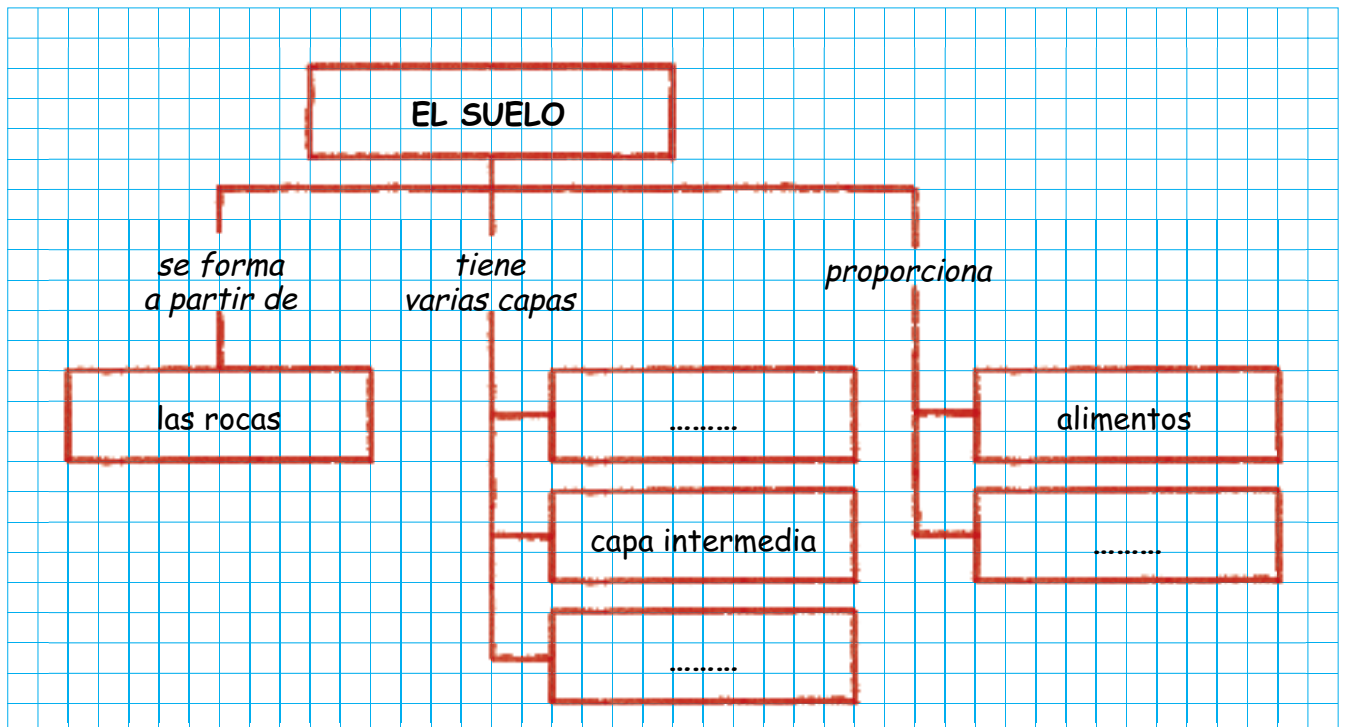 EL SUELO
se forma
a partir de
tiene
varias capas
proporciona
las rocas
………
capa intermedia
………
alimentos
………